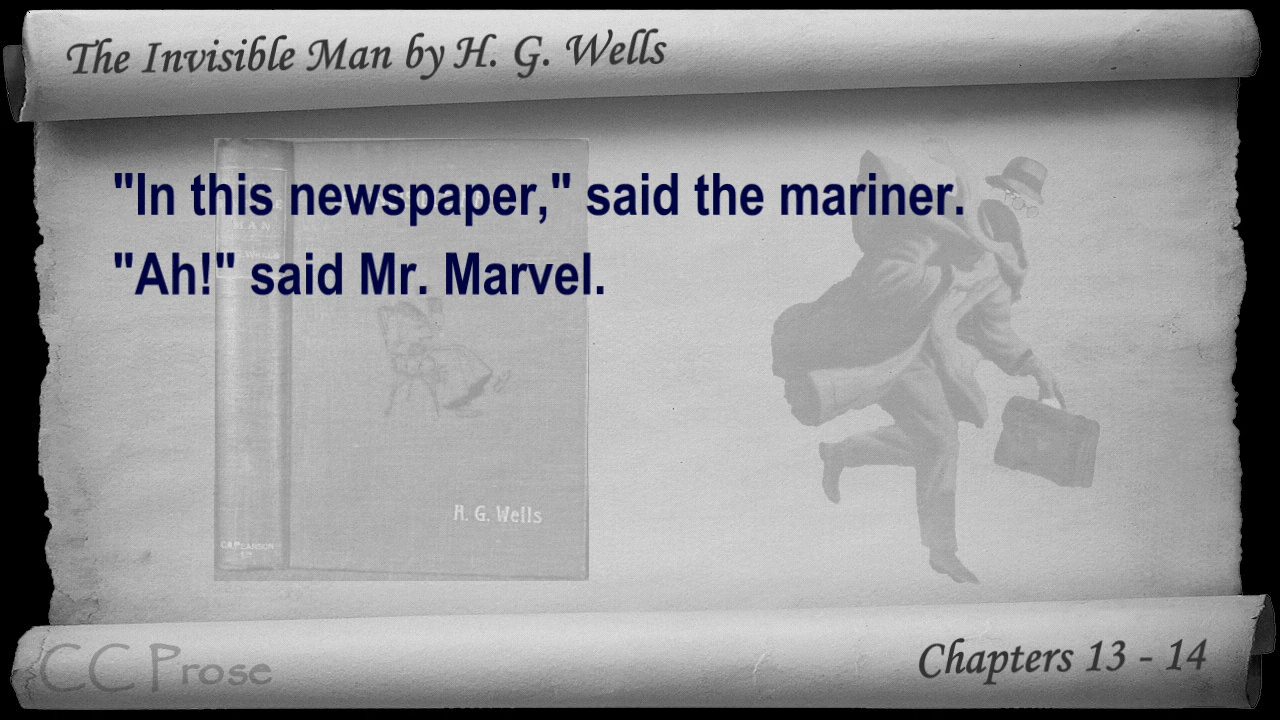 The Invisible Man by H. G. Wells
"In this newspaper," said the mariner.
"Ah!" said Mr. Marvel.
MAN
H. G. Wells
CC Prose
Chapters 13 - 14